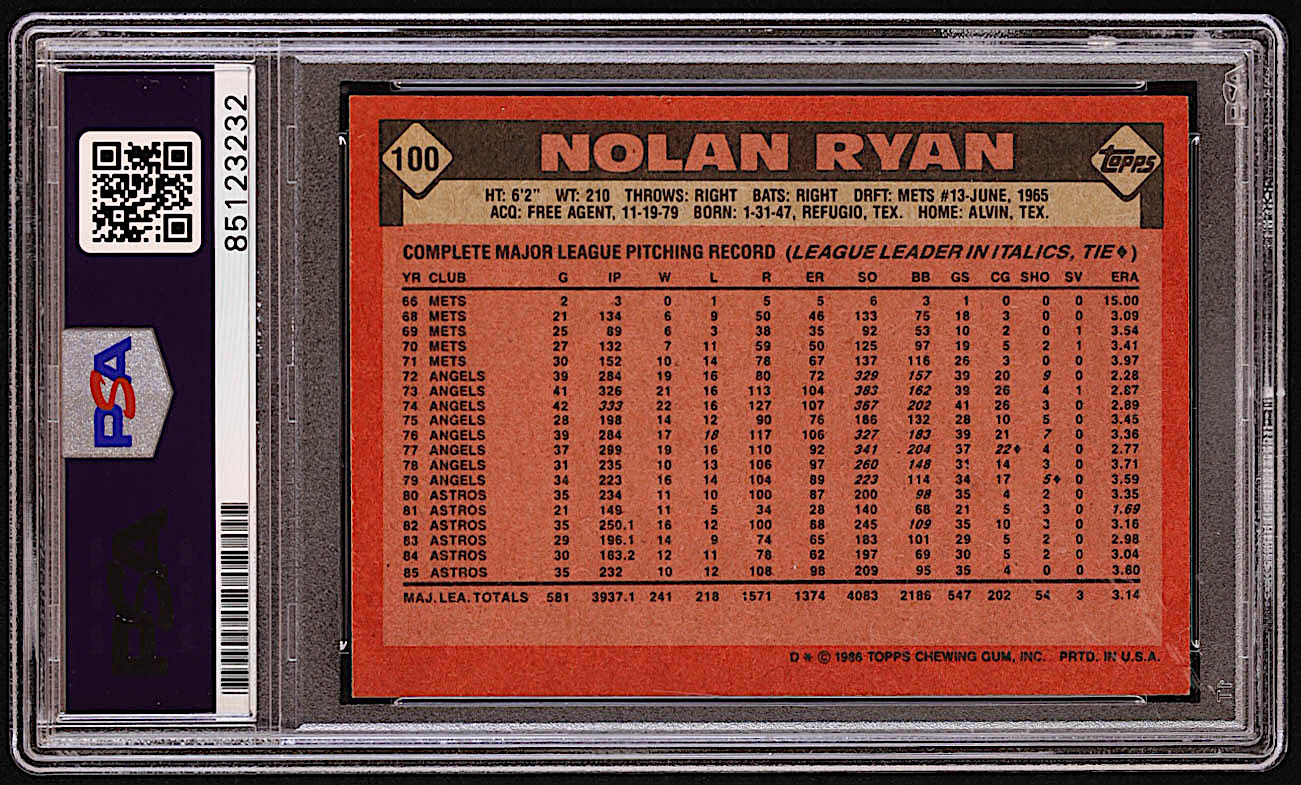 85123232
PSA
PSA
100
NOLAN RYAN
topps
HT: 6'2" WT: 210 THROWS: RIGHT BATS: RIGHT DRFT: METS #13-JUNE, 1965
ACQ: FREE AGENT, 11-19-79 BORN: 1-31-47, REFUGIO, TEX. HOME: ALVIN, TEX.
COMPLETE MAJOR LEAGUE PITCHING RECORD (LEAGUE LEADER IN ITALICS, TIE♦)
YR CLUB G IP W L R ER SO BB GS CG SHO SV ERA
66 METS 2 3 0 1 5 5 6 3 1 0 0 0 15.00
68 METS 21 134 6 9 50 46 133 75 18 3 0 0 3.09
69 METS 25 89 6 3 38 35 92 53 10 2 0 1 3.54
70 METS 27 132 7 11 59 50 125 97 19 5 2 1 3.41
71 METS 30 152 10 14 78 67 137 116 26 3 0 0 3.97
72 ANGELS 39 284 19 16 80 72 329 157 39 20 9 0 2.28
73 ANGELS 41 326 21 16 113 104 383 162 39 26 4 1 2.87
74 ANGELS 42 333 22 16 127 107 367 202 41 26 3 0 2.89
75 ANGELS 28 198 14 12 90 76 186 132 28 10 5 0 3.45
76 ANGELS 39 284 17 18 117 106 327 183 39 21 7 0 3.36
77 ANGELS 37 299 19 16 110 92 341 204 37 22♦ 4 0 2.77
78 ANGELS 31 235 10 13 106 97 260 148 31 14 3 0 3.71
79 ANGELS 34 223 16 14 104 89 223 114 34 17 5♦ 0 3.59
80 ASTROS 35 234 11 10 100 87 200 98 35 4 2 0 3.35
81 ASTROS 21 149 11 5 34 28 140 68 21 5 3 0 1.69
82 ASTROS 35 250.1 16 12 100 88 245 109 35 10 3 0 3.16
83 ASTROS 29 196.1 14 9 74 65 183 101 29 5 2 0 2.98
84 ASTROS 30 183.2 12 11 78 62 197 69 30 5 2 0 3.04
85 ASTROS 35 232 10 12 108 98 209 95 35 4 0 0 3.80
MAJ. LEA. TOTALS 581 3937.1 241 218 1571 1374 4083 2186 547 202 54 3 3.14
D * © 1986 TOPPS CHEWING GUM, INC. PRTD. IN U.S.A.